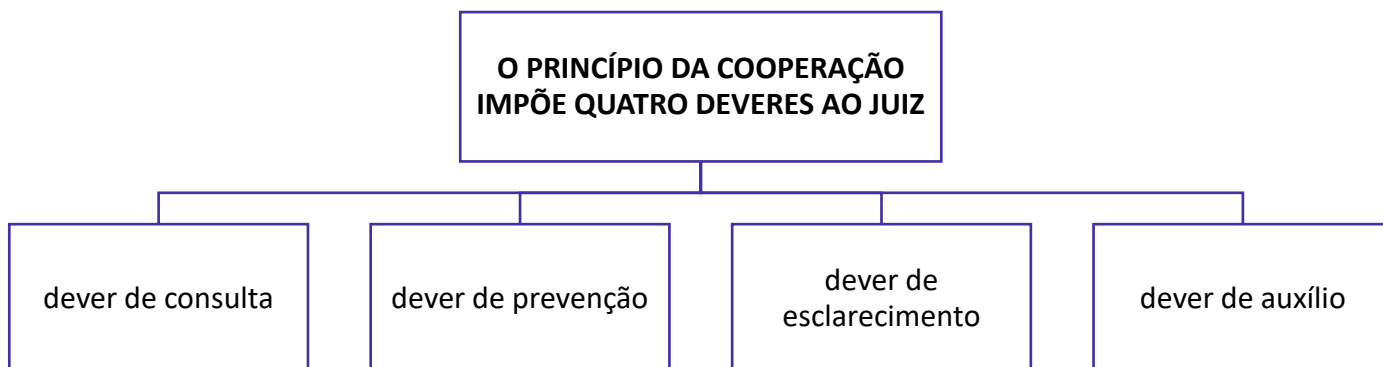 O PRINCÍPIO DA COOPERAÇÃO
IMPÕE QUATRO DEVERES AO JUIZ
dever de consulta
dever de prevenção
dever de
esclarecimento
dever de auxílio